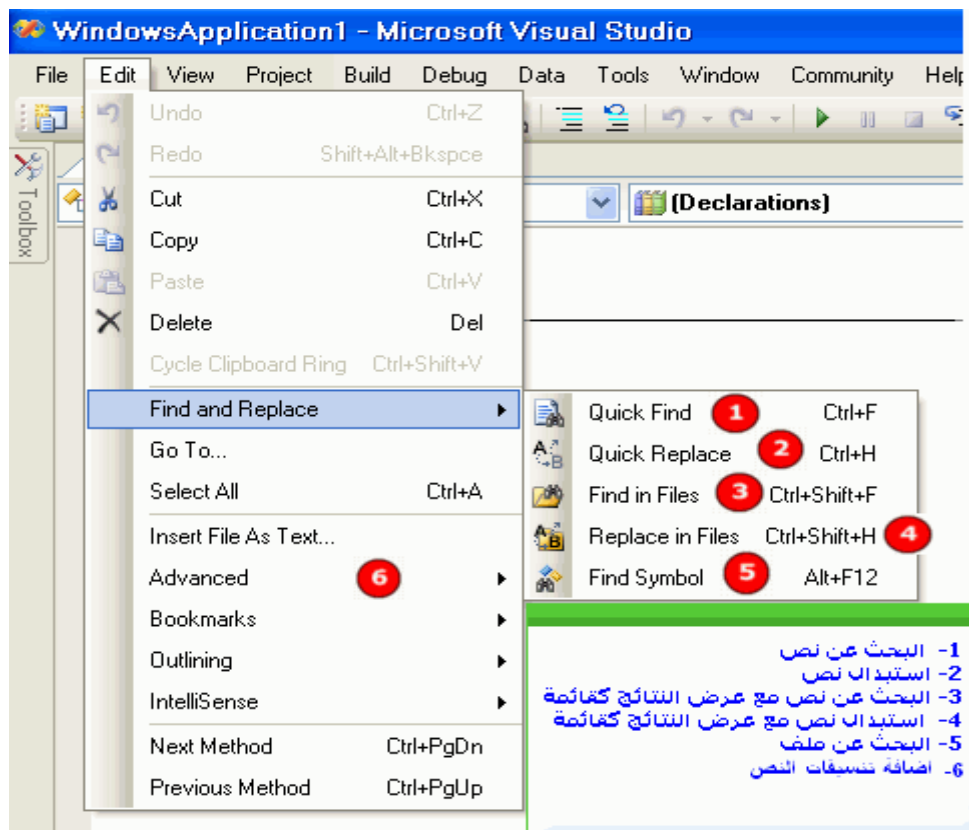 WindowsApplication1 - Microsoft Visual Studio
File Edit View Project Build Debug Data Tools Window Community Help
Toolbox
(Declarations)
Undo Ctrl+Z
Redo Shift+Alt+Bkspce
Cut Ctrl+X
Copy Ctrl+C
Paste Ctrl+V
Delete Del
Cycle Clipboard Ring Ctrl+Shift+V
Find and Replace
Go To...
Select All Ctrl+A
Insert File As Text...
Advanced 6
Bookmarks
Outlining
IntelliSense
Next Method Ctrl+PgDn
Previous Method Ctrl+PgUp
Quick Find 1 Ctrl+F
Quick Replace 2 Ctrl+H
Find in Files 3 Ctrl+Shift+F
Replace in Files Ctrl+Shift+H 4
Find Symbol 5 Alt+F12
1- البحث عن نص
2- استبدال نص
3- البحث عن نص مع عرض النتائج كقائمة
4- استبدال نص مع عرض النتائج كقائمة
5- البحث عن ملف
6- اضافة تنسيقات النص